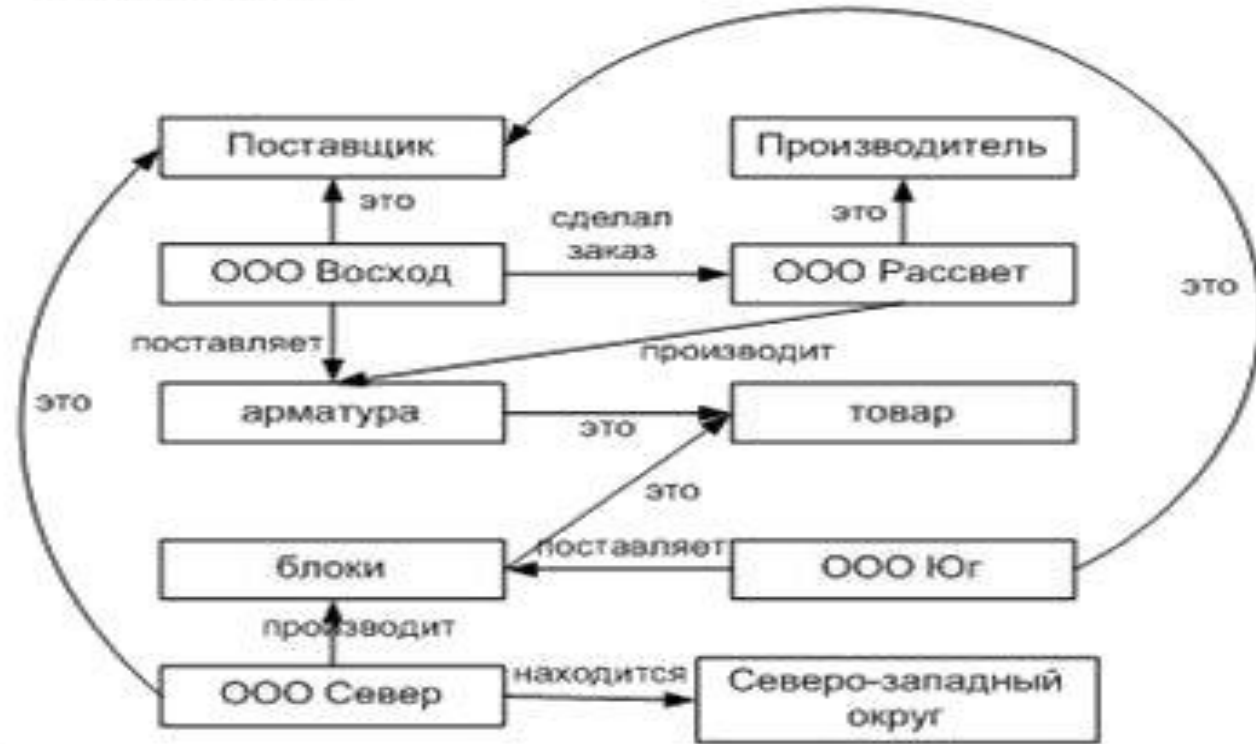 Поставщик
Производитель
это
это
сделал
заказ
ООО Восход
ООО Рассвет
это
поставляет
производит
это
арматура
это
товар
это
блоки
поставляет
ООО Юг
производит
ООО Север
находится
Северо-западный
округ